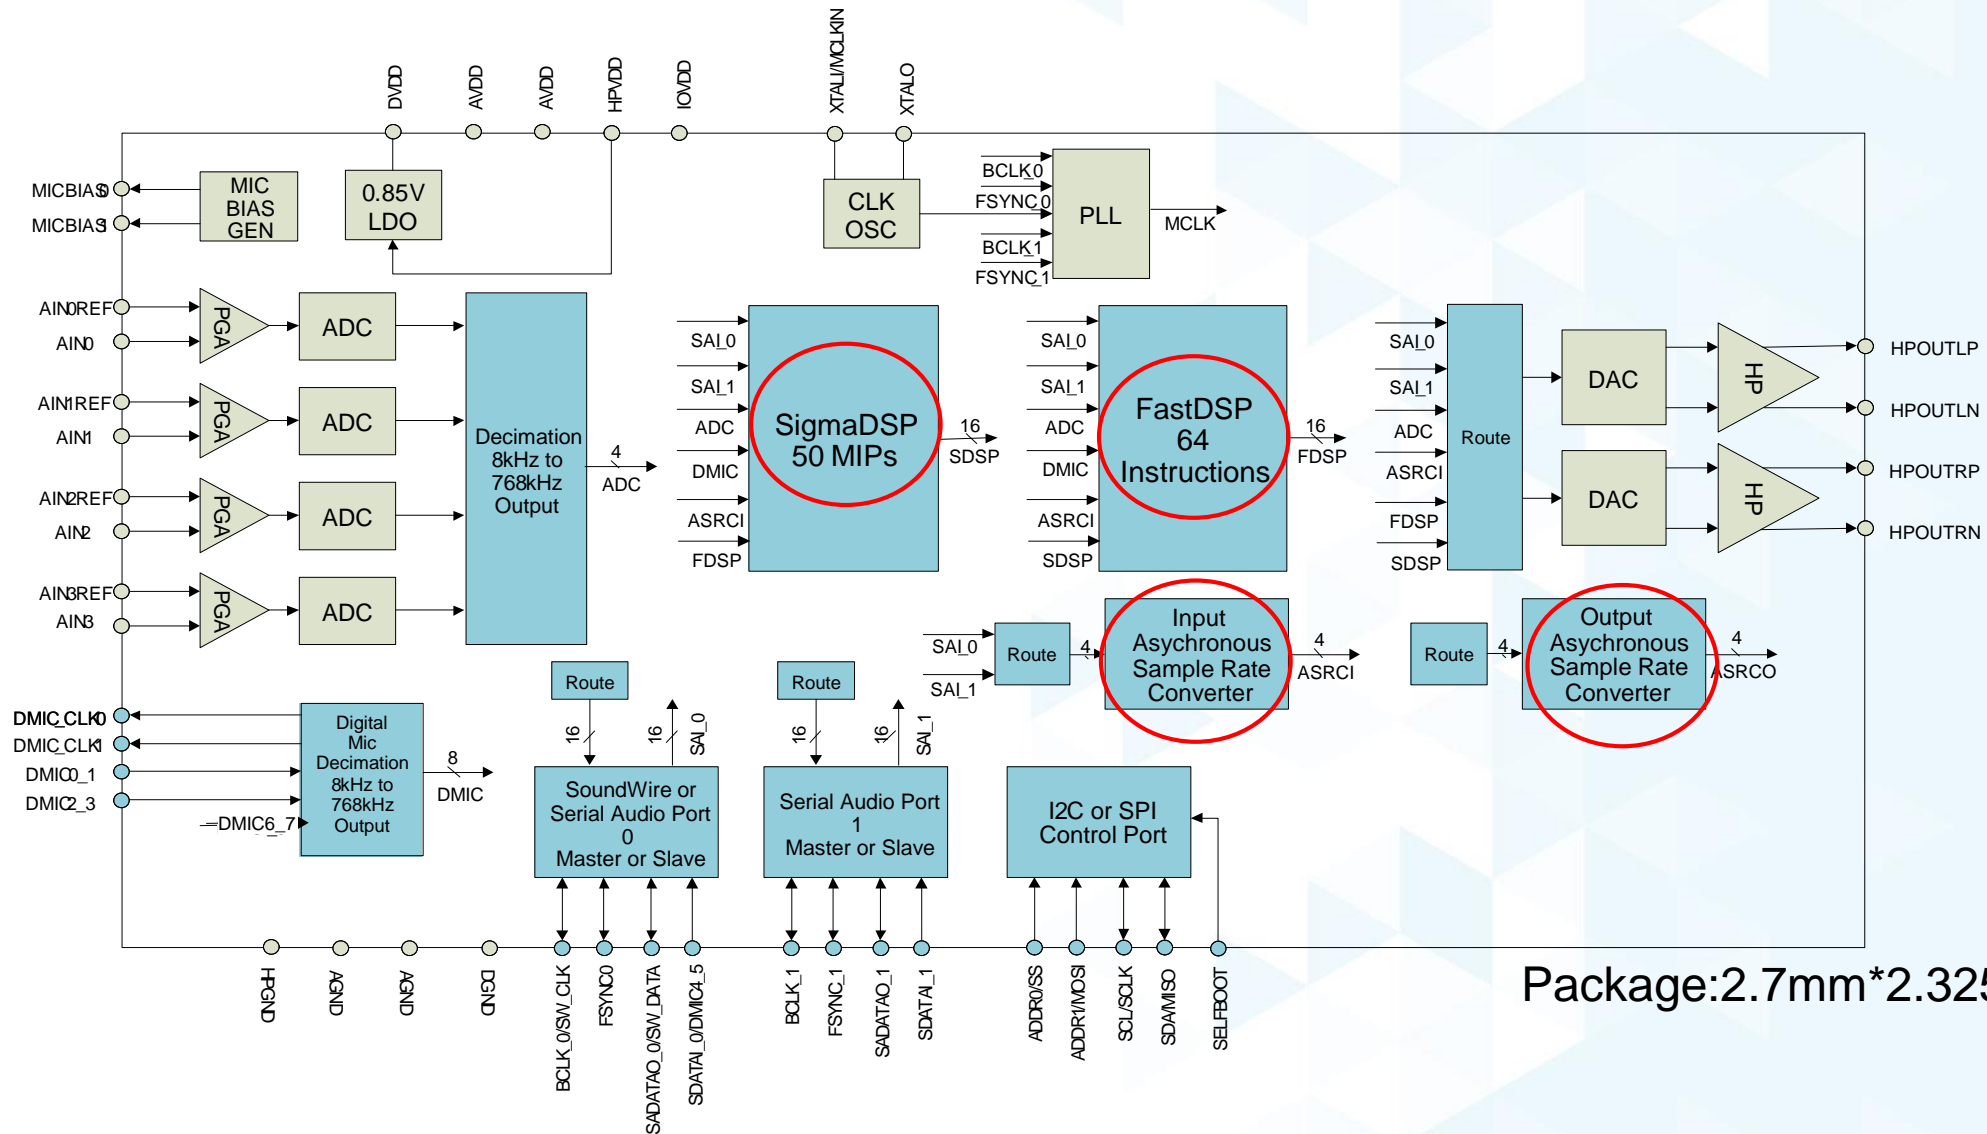 DVDD
AVDD
AVDD
HPVDD
IOVDD
XTALI/MCLKIN
XTALO
MICBIAS0
MICBIAS1
MIC
BIAS
GEN
0.85V
LDO
CLK
OSC
BCLK_0
FSYNC_0
BCLK_1
FSYNC_1
PLL
MCLK
AIN0REF
AIN0
PGA
ADC
AIN1REF
AIN1
PGA
ADC
AIN2REF
AIN2
PGA
ADC
AIN3REF
AIN3
PGA
ADC
Decimation
8kHz to
768kHz
Output
4
ADC
SAI_0
SAI_1
ADC
DMIC
ASRCI
FDSP
SigmaDSP
50 MIPs
16
SDSP
SAI_0
SAI_1
ADC
DMIC
ASRCI
SDSP
FastDSP
64
Instructions
16
FDSP
SAI_0
SAI_1
ADC
ASRCI
FDSP
SDSP
Route
DAC
DAC
HP
HP
HPOUTLP
HPOUTLN
HPOUTRP
HPOUTRN
SAI_0
SAI_1
Route
4
Input
Asychronous
Sample Rate
Converter
4
ASRCI
Route
4
Output
Asychronous
Sample Rate
Converter
4
ASRCO
DMIC_CLK0
DMIC_CLK1
DMIC0_1
DMIC2_3
DMIC6_7
Digital
Mic
Decimation
8kHz to
768kHz
Output
8
DMIC
Route
16
16
SAI_0
SoundWire or
Serial Audio Port
0
Master or Slave
Route
16
16
SAI_1
Serial Audio Port
1
Master or Slave
I2C or SPI
Control Port
HPGND
AGND
AGND
DGND
BCLK_0/SW_CLK
FSYNC0
SADATAO_0/SW_DATA
SDATAI_0/DMIC4_5
BCLK_1
FSYNC_1
SADATAO_1
SDATAI_1
ADDR0/SS
ADDR1/MOSI
SCL/SCLK
SDA/MISO
SELFBOOT
Package:2.7mm*2.325